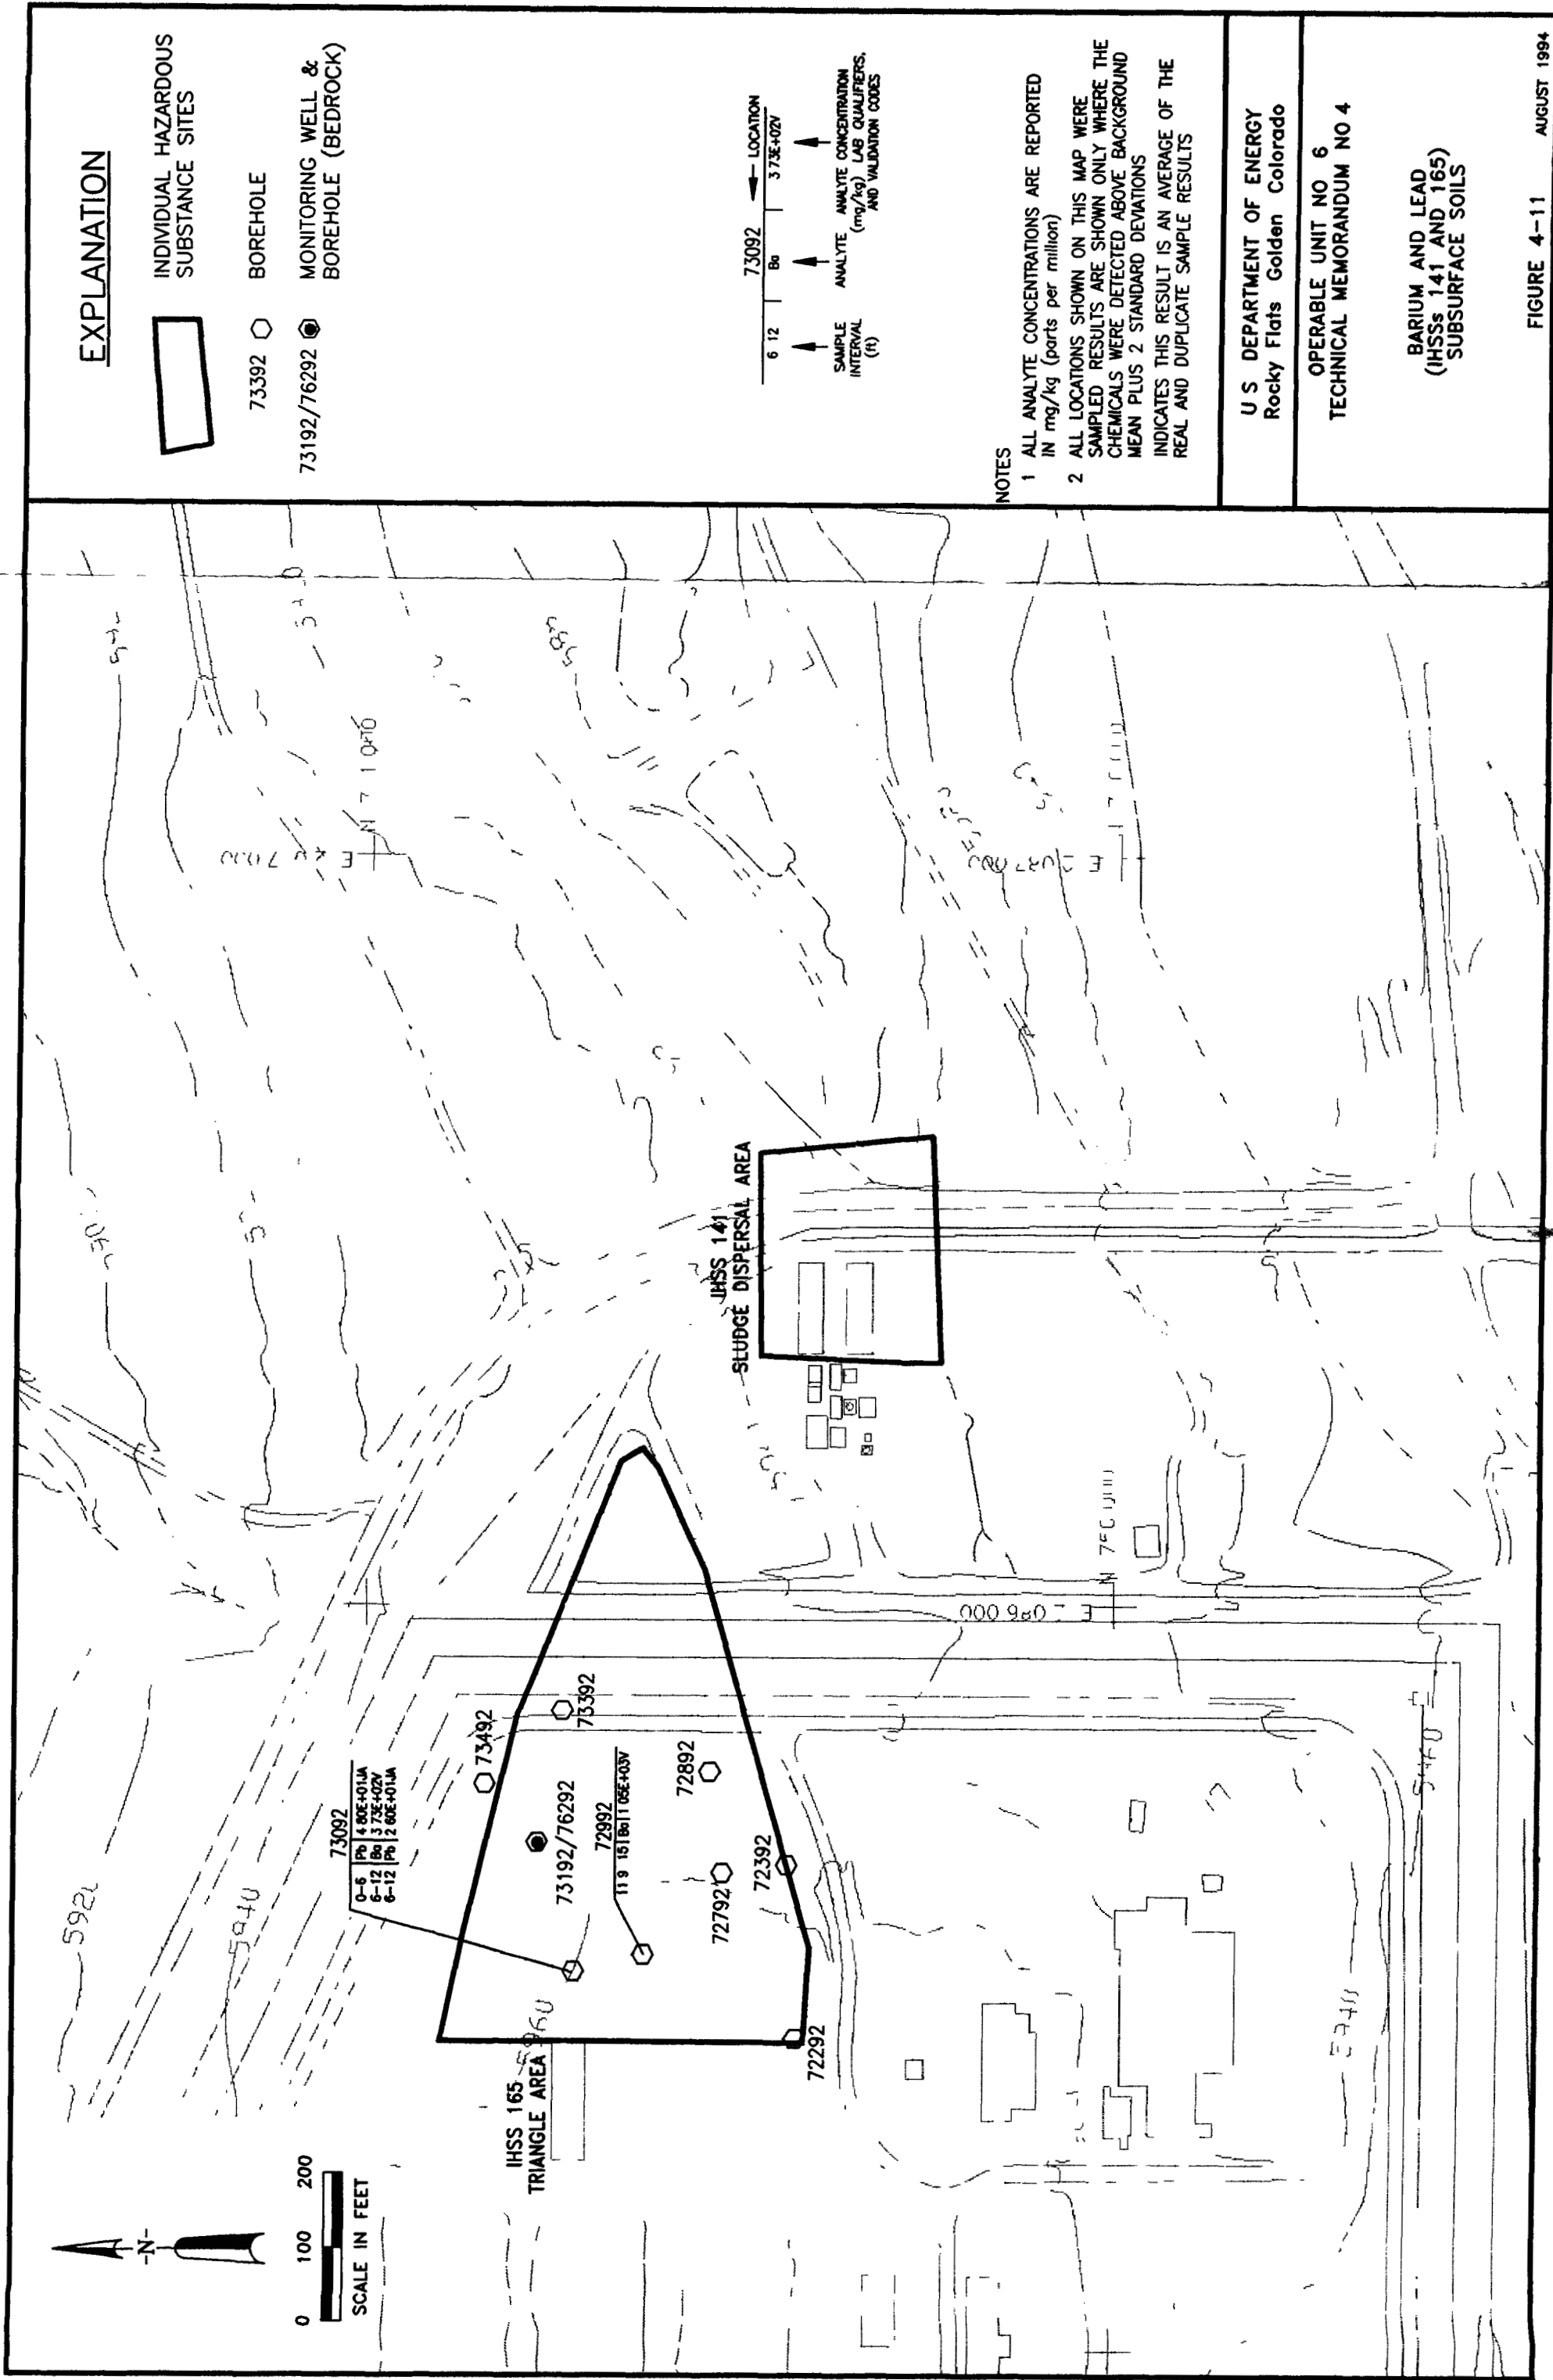 EXPLANATION
INDIVIDUAL HAZARDOUS
SUBSTANCE SITES
73392
BOREHOLE
73192/76292
MONITORING WELL &
BOREHOLE (BEDROCK)
73092
LOCATION
6 12
Ba
3 73E+02V
SAMPLE
INTERVAL
(ft)
ANALYTE
ANALYTE CONCENTRATION
(mg/kg) LAB QUALIFIERS,
AND VALIDATION CODES
NOTES
1 ALL ANALYTE CONCENTRATIONS ARE REPORTED
IN mg/kg (parts per million)
2 ALL LOCATIONS SHOWN ON THIS MAP WERE
SAMPLED RESULTS ARE SHOWN ONLY WHERE THE
CHEMICALS WERE DETECTED ABOVE BACKGROUND
MEAN PLUS 2 STANDARD DEVIATIONS
INDICATES THIS RESULT IS AN AVERAGE OF THE
REAL AND DUPLICATE SAMPLE RESULTS
U S DEPARTMENT OF ENERGY
Rocky Flats Golden Colorado
OPERABLE UNIT NO 6
TECHNICAL MEMORANDUM NO 4
BARIUM AND LEAD
(IHSSs 141 AND 165)
SUBSURFACE SOILS
FIGURE 4-11
AUGUST 1994
-N-
0 100 200
SCALE IN FEET
IHSS 165
TRIANGLE AREA
5960
5940
73092
0-6 Pb 4 80E+01JA
6-12 Ba 3 73E+02V
6-12 Pb 2 60E+01JA
73492
73392
73192/76292
72992
11 9 15 Ba 1 05E+03V
72892
72792
72392
72292
IHSS 141
SLUDGE DISPERSAL AREA